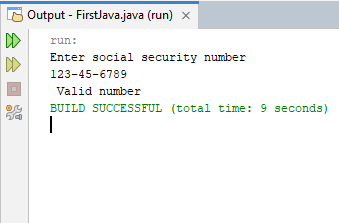 Output - FirstJava.java (run) ×
run:
Enter social security number
123-45-6789
 Valid number
BUILD SUCCESSFUL (total time: 9 seconds)